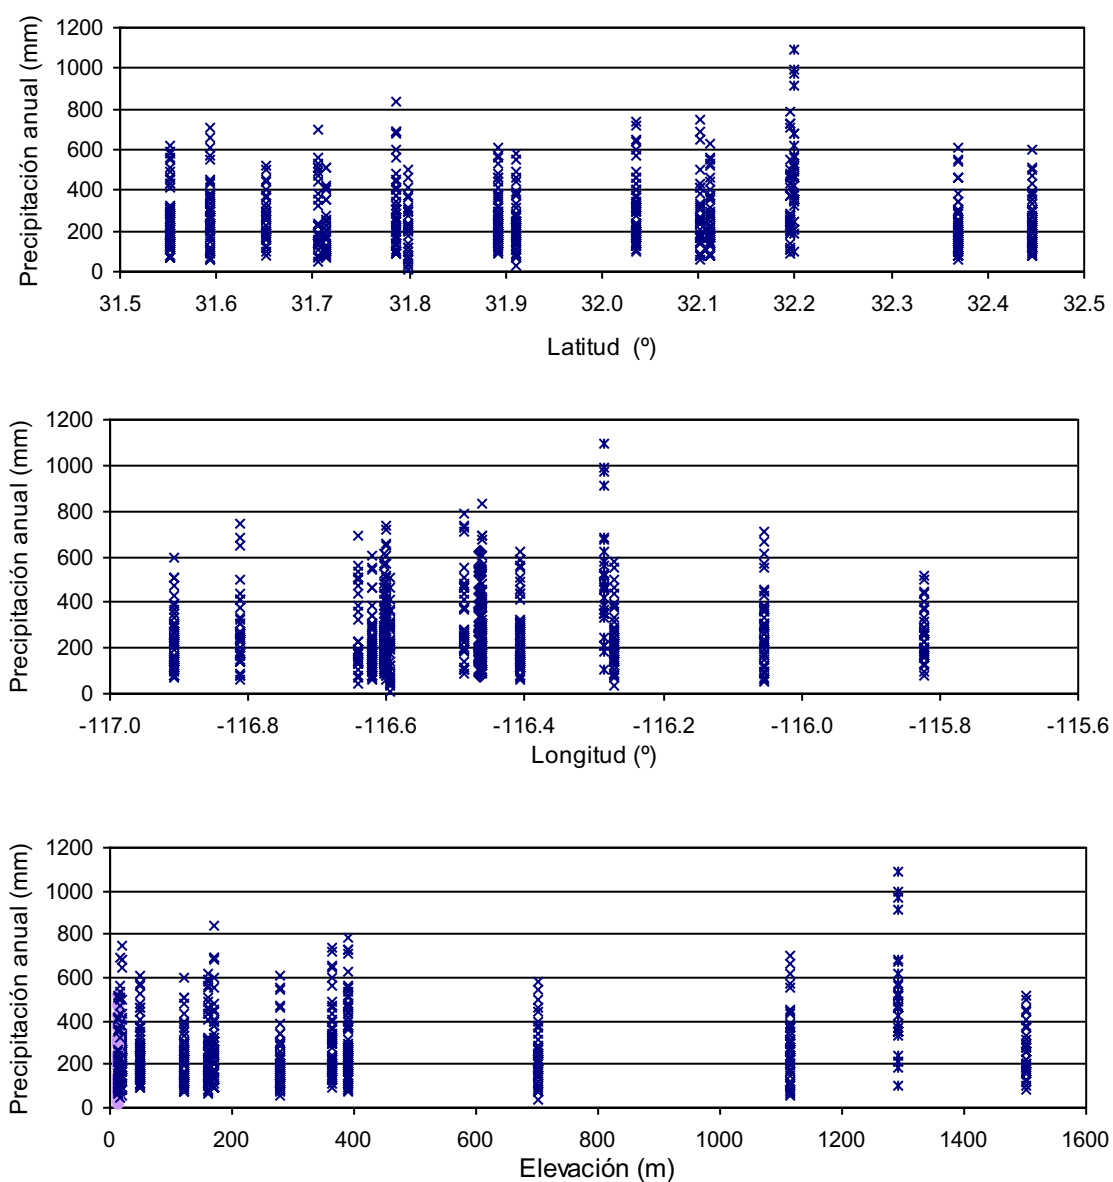 Precipitación anual (mm)
1200
1000
800
600
400
200
0
31.5 31.6 31.7 31.8 31.9 32.0 32.1 32.2 32.3 32.4 32.5
Latitud (º)
Precipitación anual (mm)
1200
1000
800
600
400
200
0
-117.0 -116.8 -116.6 -116.4 -116.2 -116.0 -115.8 -115.6
Longitud (º)
Precipitación anual (mm)
1200
1000
800
600
400
200
0
0 200 400 600 800 1000 1200 1400 1600
Elevación (m)